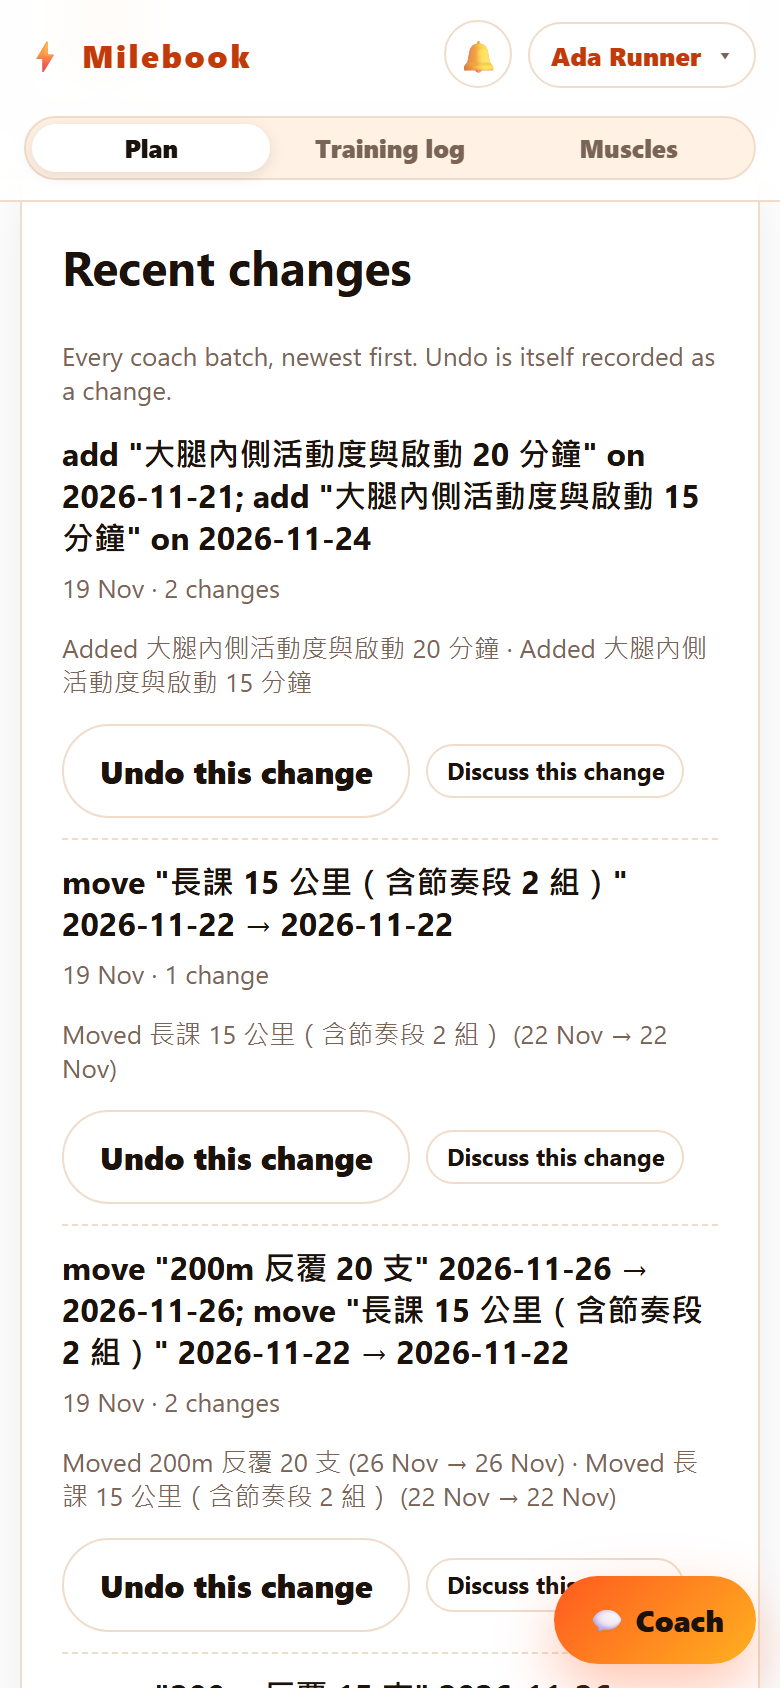 Milebook
Ada Runner
Plan
Training log
Muscles
Recent changes
Every coach batch, newest first. Undo is itself recorded as
a change.
add "大腿內側活動度與啟動 20 分鐘" on
2026-11-21; add "大腿內側活動度與啟動 15
分鐘" on 2026-11-24
19 Nov · 2 changes
Added 大腿內側活動度與啟動 20 分鐘 · Added 大腿內側
活動度與啟動 15 分鐘
Undo this change
Discuss this change
move "長課 15 公里（含節奏段 2 組）"
2026-11-22 → 2026-11-22
19 Nov · 1 change
Moved 長課 15 公里（含節奏段 2 組） (22 Nov → 22
Nov)
Undo this change
Discuss this change
move "200m 反覆 20 支" 2026-11-26 →
2026-11-26; move "長課 15 公里（含節奏段
2 組）" 2026-11-22 → 2026-11-22
19 Nov · 2 changes
Moved 200m 反覆 20 支 (26 Nov → 26 Nov) · Moved 長
課 15 公里（含節奏段 2 組） (22 Nov → 22 Nov)
Undo this change
Discuss this
Coach